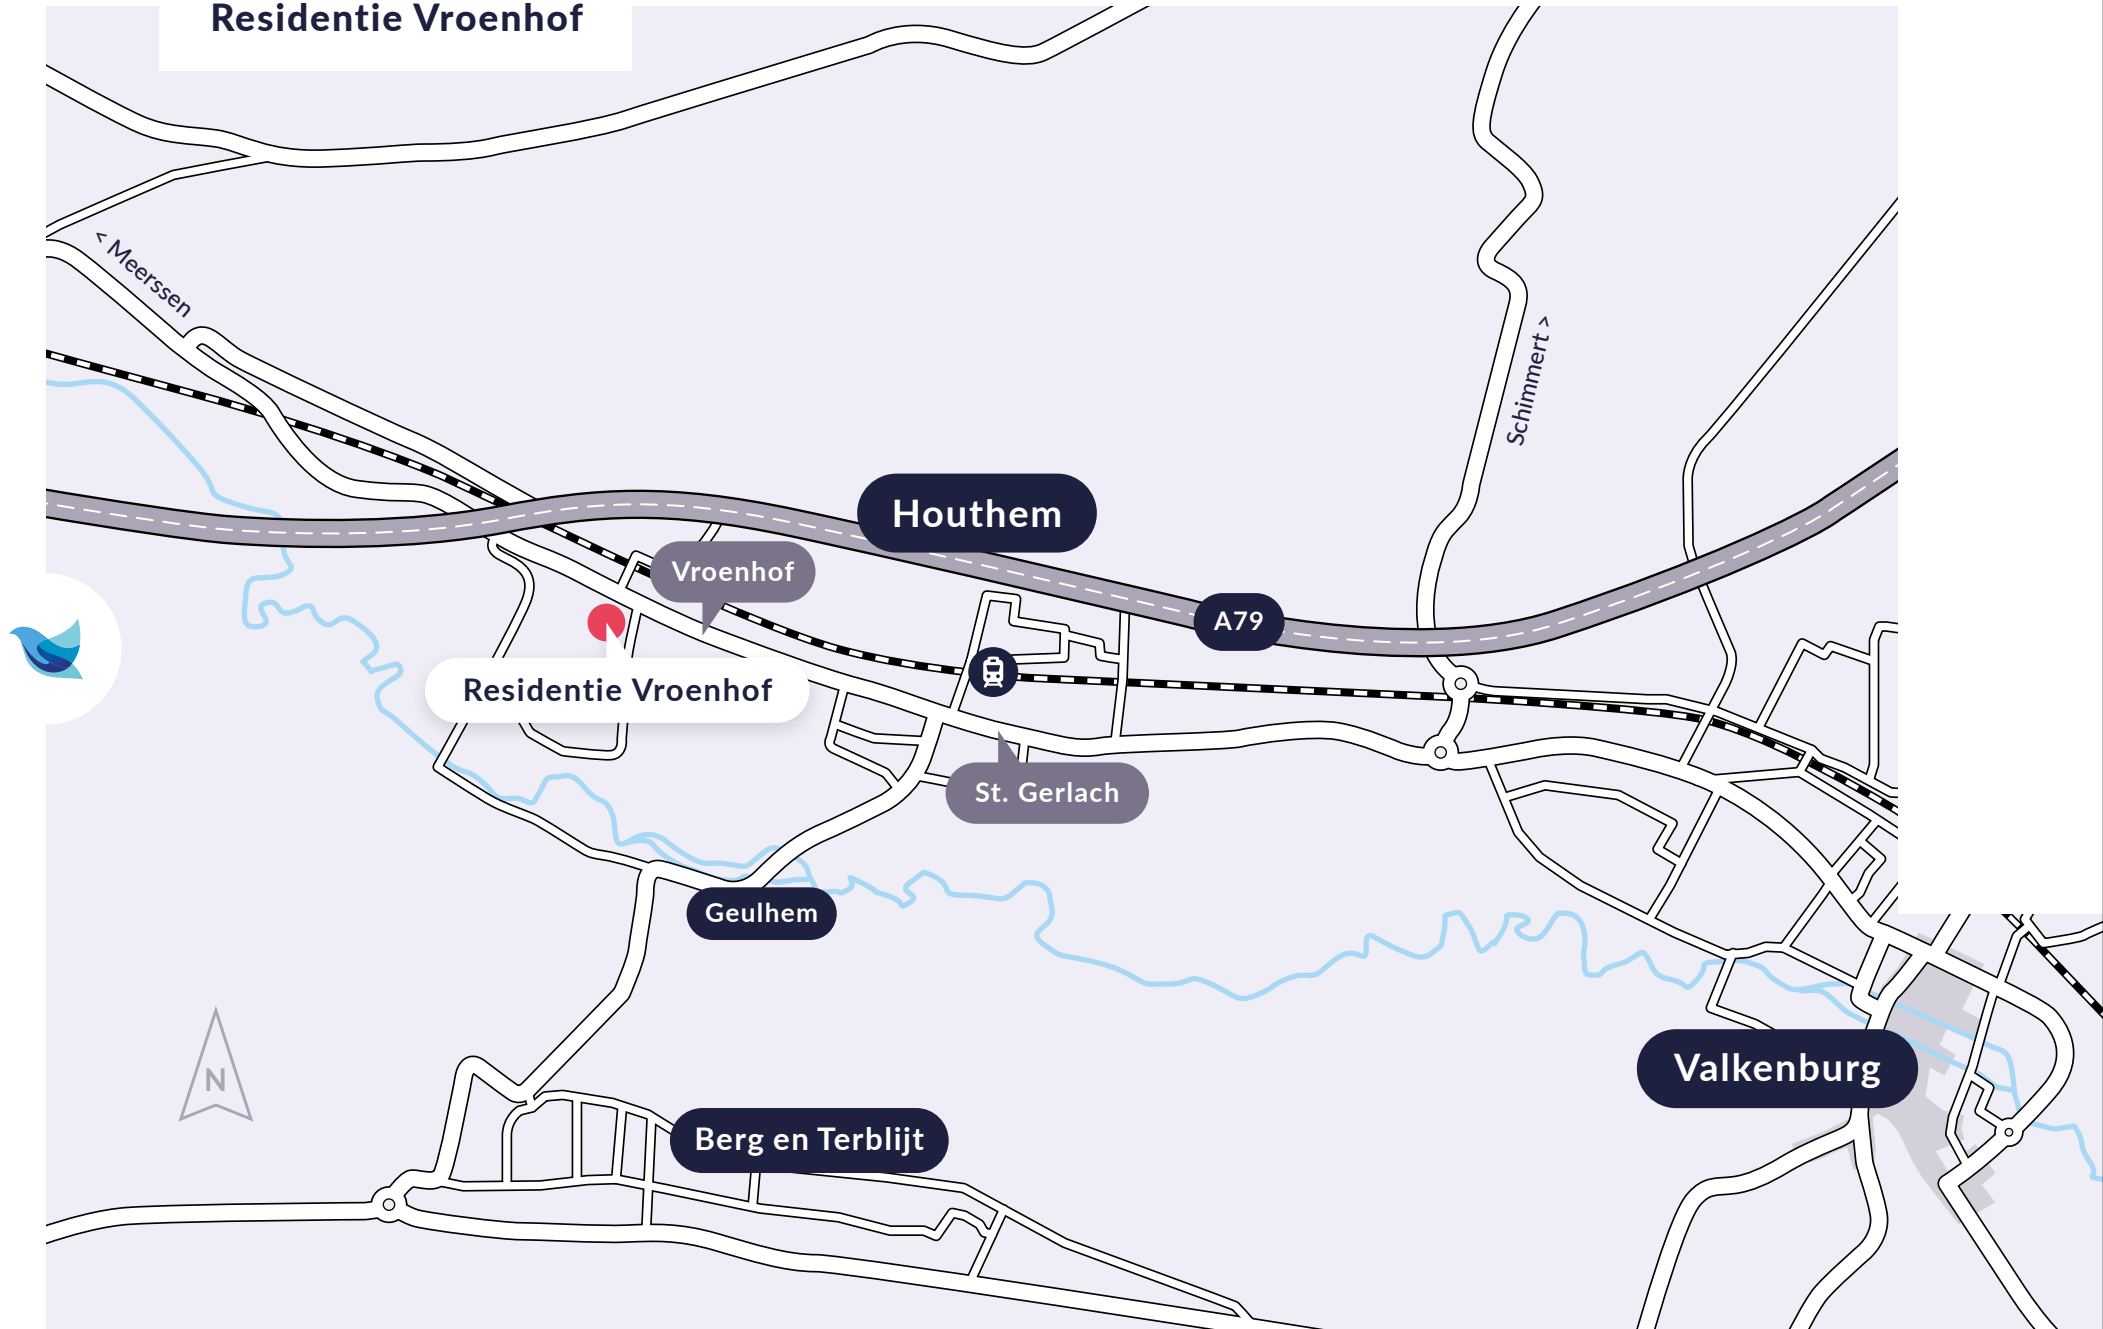 Residentie Vroenhof
< Meerssen
Schimmert >
Houthem
Vroenhof
A79
Residentie Vroenhof
St. Gerlach
Geulhem
Valkenburg
N
Berg en Terblijt